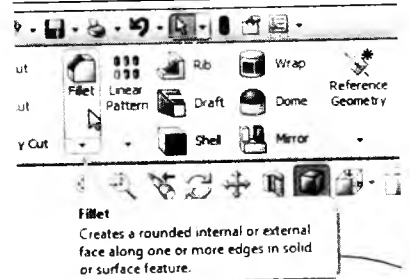 ut Fillet Linear Pattern Rib Wrap Reference Geometry
ut Draft Dome
y Cut Shell Mirror
Fillet
Creates a rounded internal or external
face along one or more edges in solid
or surface feature.